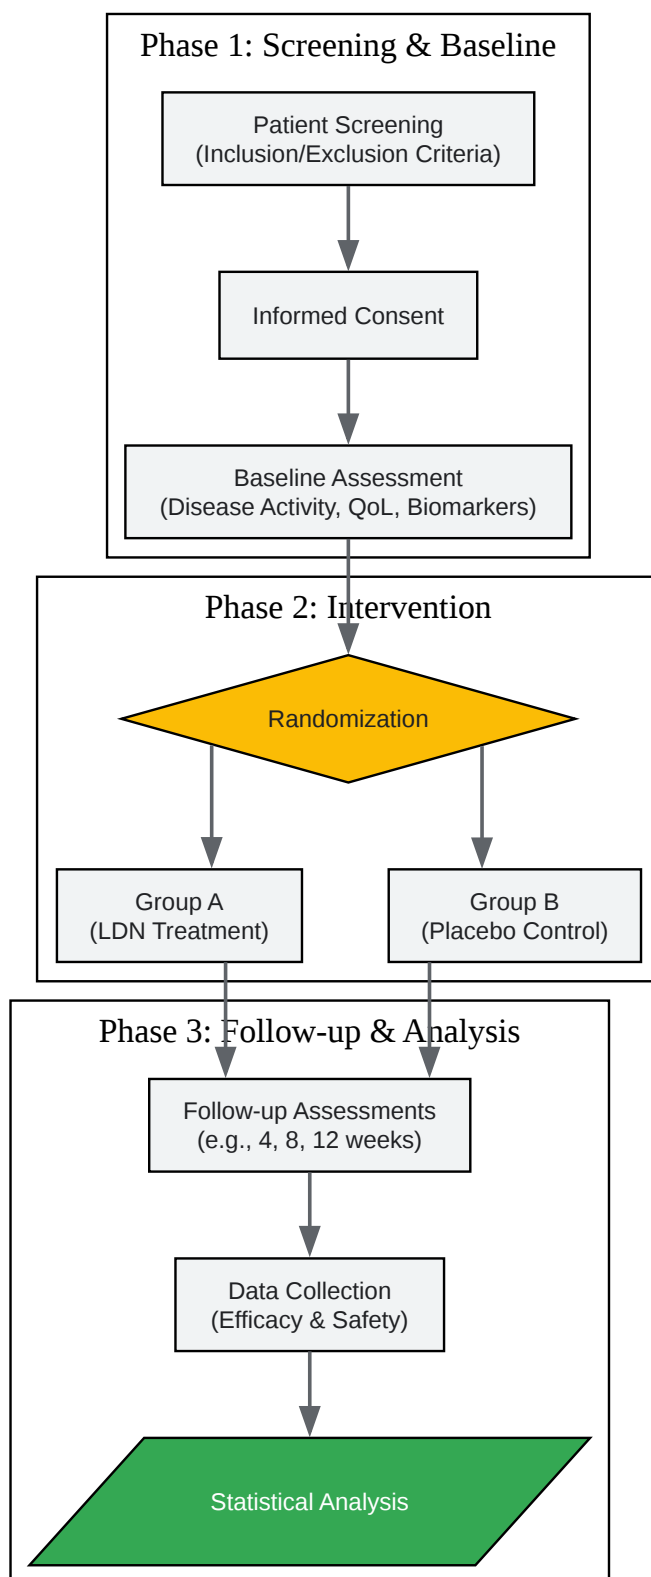 Phase 1: Screening & Baseline
Patient Screening
(Inclusion/Exclusion Criteria)
Informed Consent
Baseline Assessment
(Disease Activity, QoL, Biomarkers)
Phase 2: Intervention
Randomization
Group A
(LDN Treatment)
Group B
(Placebo Control)
Phase 3: Follow-up & Analysis
Follow-up Assessments
(e.g., 4, 8, 12 weeks)
Data Collection
(Efficacy & Safety)
Statistical Analysis